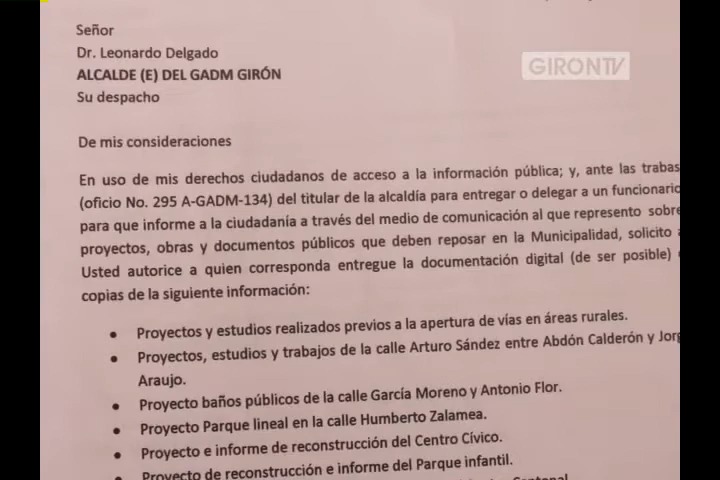 Señor
Dr. Leonardo Delgado
ALCALDE (E) DEL GADM GIRÓN
Su despacho
GIRONTV
De mis consideraciones
En uso de mis derechos ciudadanos de acceso a la información pública; y, ante las trabas
(oficio No. 295 A-GADM-134) del titular de la alcaldía para entregar o delegar a un funcionario
para que informe a la ciudadanía a través del medio de comunicación al que represento sobre
proyectos, obras y documentos públicos que deben reposar en la Municipalidad, solicito a
Usted autorice a quien corresponda entregue la documentación digital (de ser posible)
copias de la siguiente información:
• Proyectos y estudios realizados previos a la apertura de vías en áreas rurales.
• Proyectos, estudios y trabajos de la calle Arturo Sández entre Abdón Calderón y Jorg
Araujo.
• Proyecto baños públicos de la calle García Moreno y Antonio Flor.
• Proyecto Parque lineal en la calle Humberto Zalamea.
• Proyecto e informe de reconstrucción del Centro Cívico.
• Proyecto de reconstrucción e informe del Parque infantil.